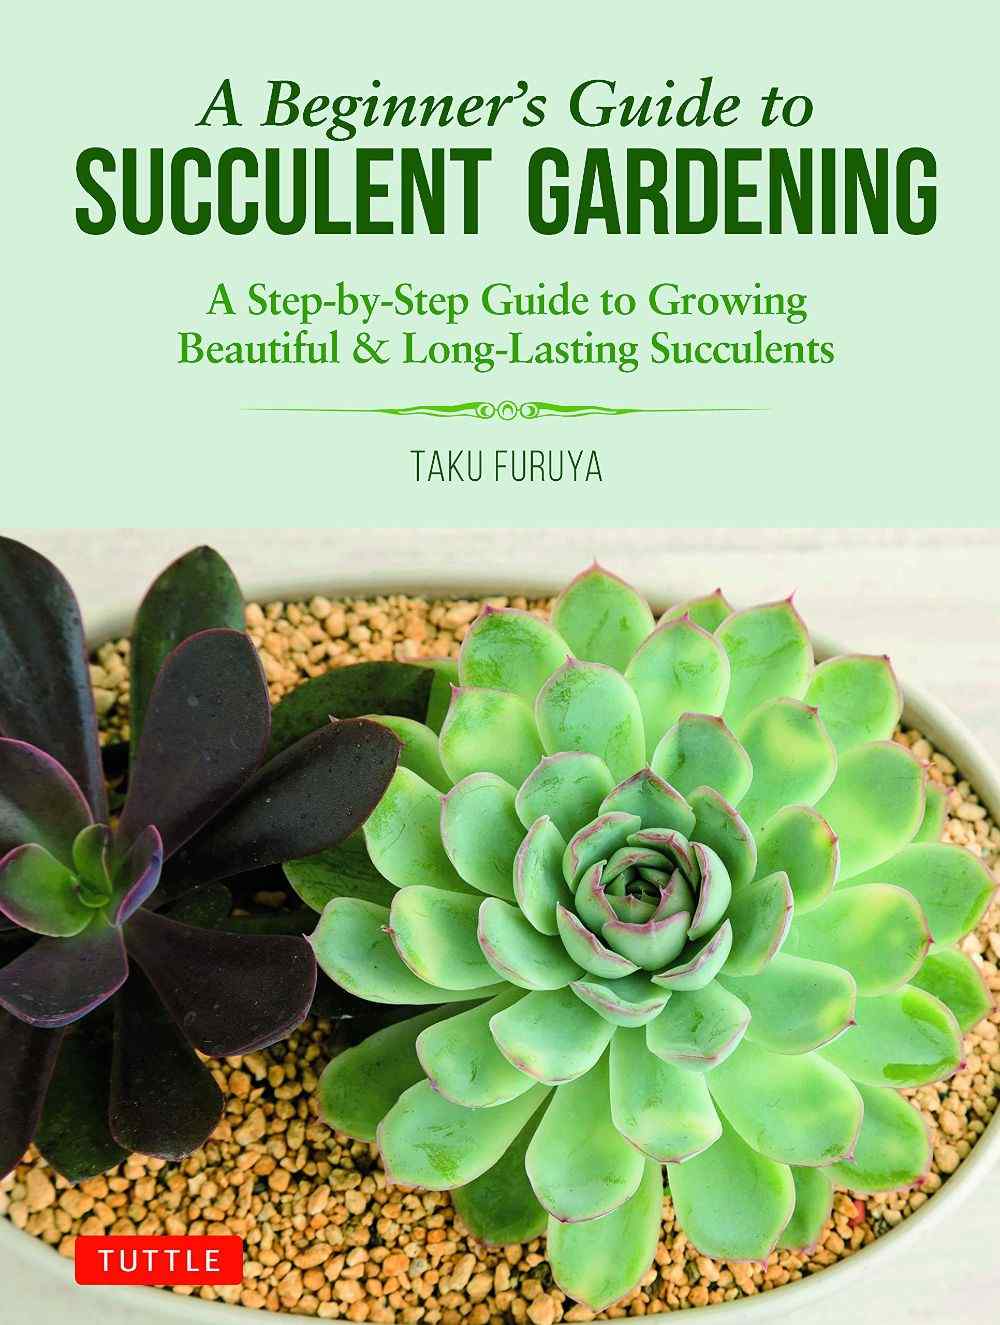 A Beginner's Guide to
SUCCULENT GARDENING
A Step-by-Step Guide to Growing
Beautiful & Long-Lasting Succulents
TAKU FURUYA
TUTTLE